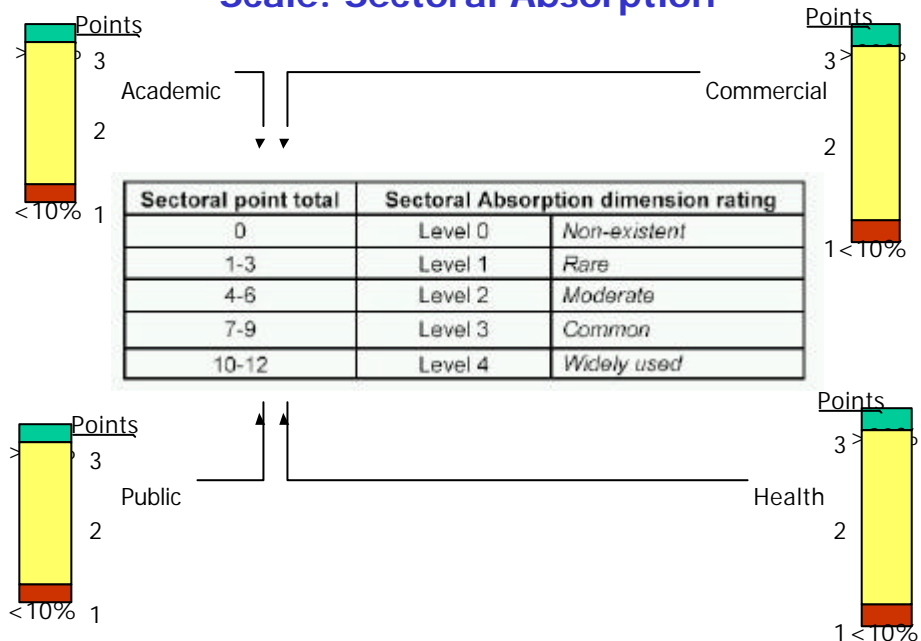 Scale: Sectoral Absorption
Points
3
Academic
2
<10% 1
Points
3
Commercial
2
1<10%
Sectoral point total Sectoral Absorption dimension rating
0 Level 0 Non-existent
1-3 Level 1 Rare
4-6 Level 2 Moderate
7-9 Level 3 Common
10-12 Level 4 Widely used
Points
3
Public
2
<10% 1
Points
3
Health
2
1<10%